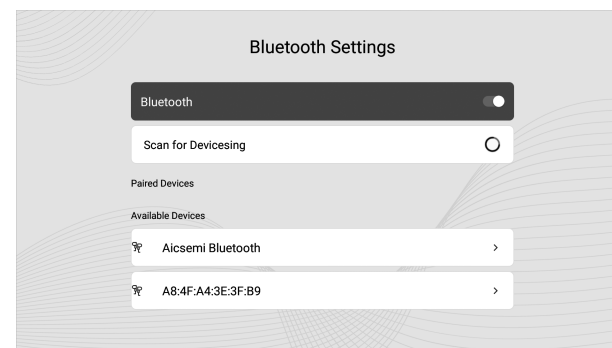 Bluetooth Settings
Bluetooth
Scan for Devicesing
Paired Devices
Available Devices
Aicsemi Bluetooth
A8:4F:A4:3E:3F:B9